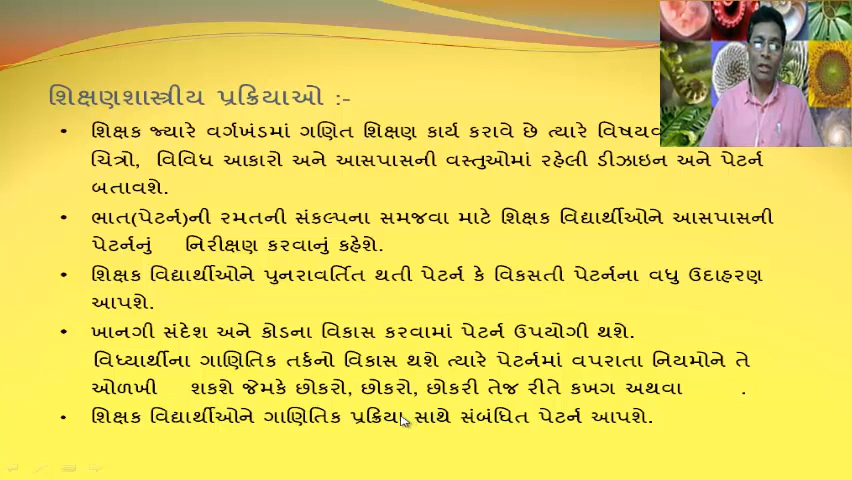 શિક્ષણશાસ્ત્રીય પ્રક્રિયાઓ :-
• શિક્ષક જ્યારે વર્ગખંડમાં ગણિત શિક્ષણ કાર્ય કરાવે છે ત્યારે
ચિત્રો, વિવિધ આકારો અને આસપાસની વસ્તુઓમાં રહેલી ડીઝાઇન અને પેટર્ન
બતાવશે.
• ભાત(પેટર્ન)ની રમતની સંકલ્પના સમજવા માટે શિક્ષક વિદ્યાર્થીઓને આસપાસની
પેટર્નનું નિરીક્ષણ કરવાનું કહેશે.
• શિક્ષક વિદ્યાર્થીઓને પુનરાવર્તિત થતી પેટર્ન કે વિકસતી પેટર્નના વધુ ઉદાહરણ
આપશે.
• ખાનગી સંદેશ અને કોડના વિકાસ કરવામાં પેટર્ન ઉપયોગી થશે.
વિધ્યાર્થીના ગાણિતિક તર્કનો વિકાસ થશે ત્યારે પેટર્નમાં વપરાતા નિયમોને તે
ઓળખી શકશે જેમકે છોકરો, છોકરો, છોકરી તેજ રીતે કખગ અથવા .
• શિક્ષક વિદ્યાર્થીઓને ગાણિતિક પ્રક્રિયા સાથે સંબંધિત પેટર્ન આપશે.